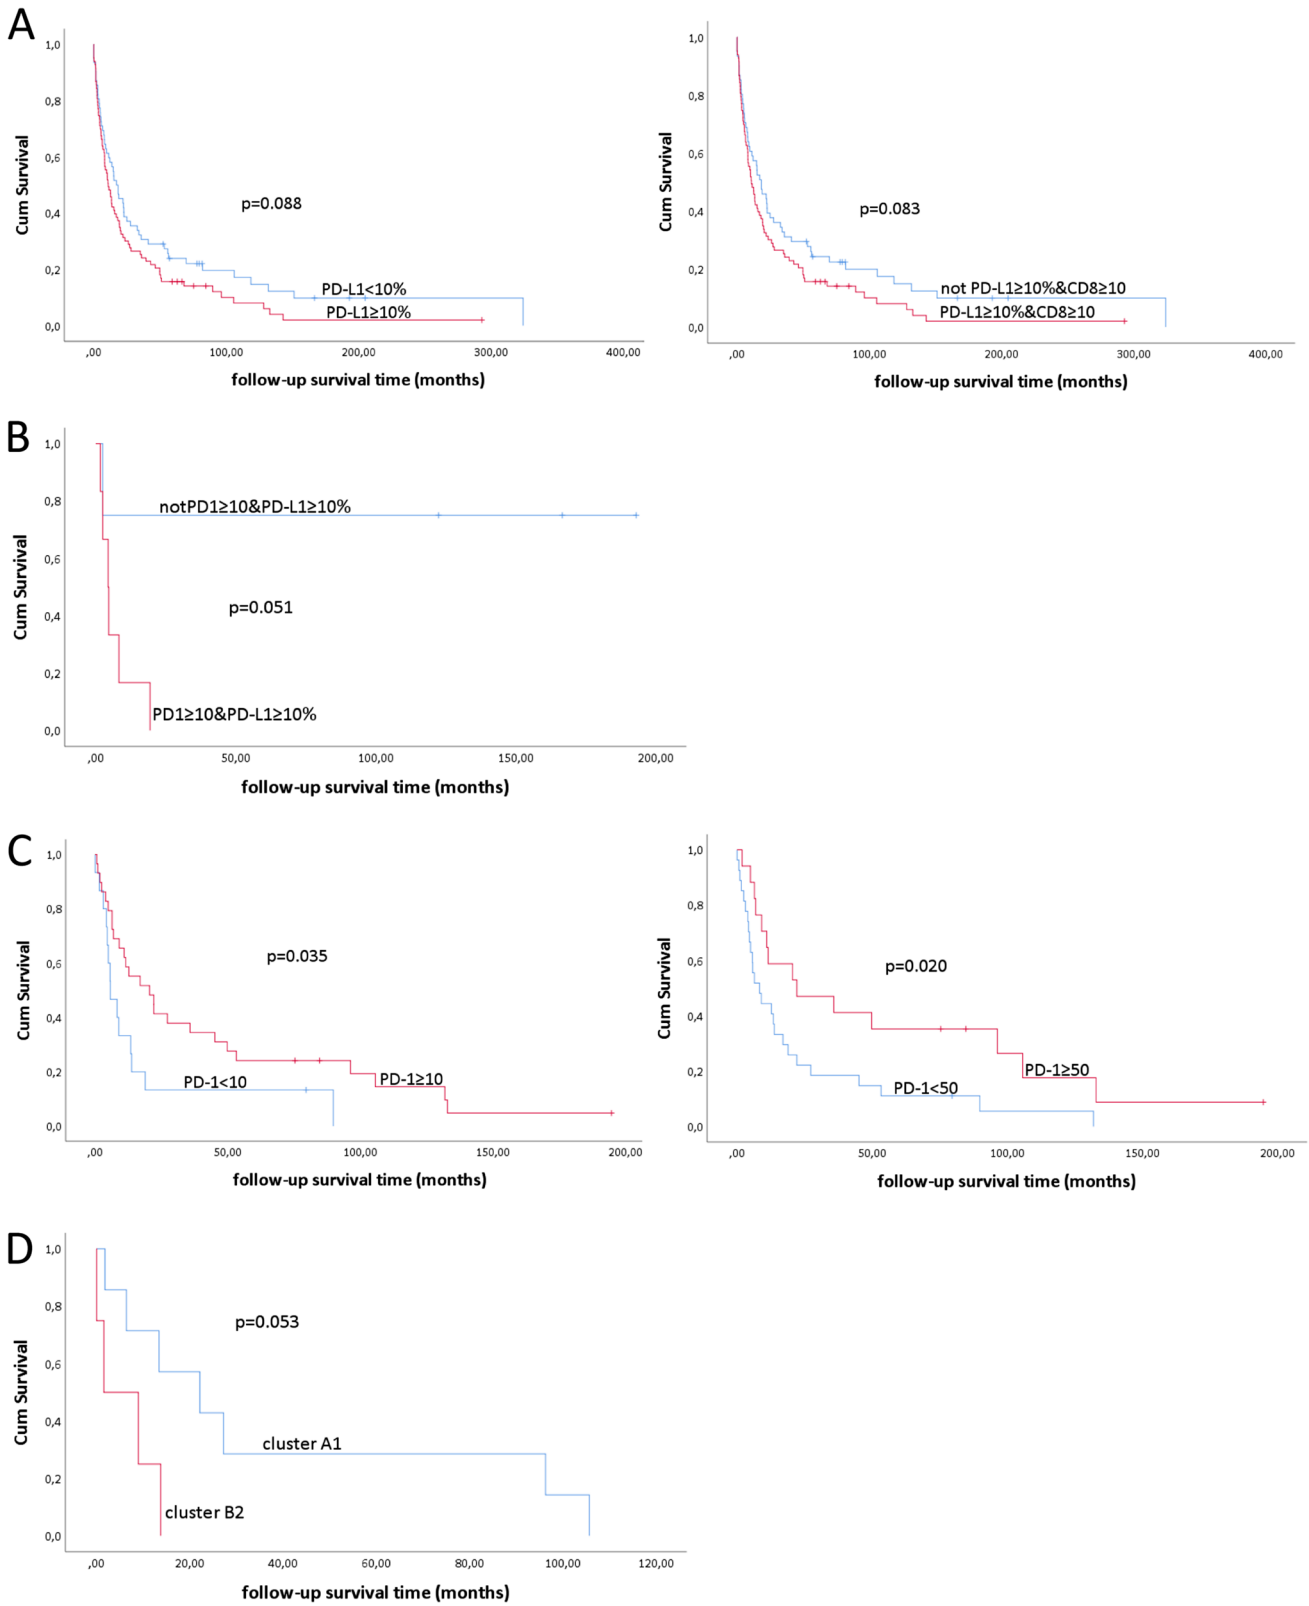 A
Cum Survival
1,0
0,8
0,6
0,4
0,2
0,0
p=0.088
PD-L1<10%
PD-L1≥10%
,00
100,00
200,00
300,00
400,00
follow-up survival time (months)
Cum Survival
1,0
0,8
0,6
0,4
0,2
0,0
p=0.083
not PD-L1≥10%&CD8≥10
PD-L1≥10%&CD8≥10
,00
100,00
200,00
300,00
400,00
follow-up survival time (months)
B
Cum Survival
1,0
0,8
0,6
0,4
0,2
0,0
notPD1≥10&PD-L1≥10%
p=0.051
PD1≥10&PD-L1≥10%
,00
50,00
100,00
150,00
200,00
follow-up survival time (months)
C
Cum Survival
1,0
0,8
0,6
0,4
0,2
0,0
p=0.035
PD-1<10
PD-1≥10
,00
50,00
100,00
150,00
200,00
follow-up survival time (months)
Cum Survival
1,0
0,8
0,6
0,4
0,2
0,0
p=0.020
PD-1≥50
PD-1<50
,00
50,00
100,00
150,00
200,00
follow-up survival time (months)
D
Cum Survival
1,0
0,8
0,6
0,4
0,2
0,0
p=0.053
cluster A1
cluster B2
,00
20,00
40,00
60,00
80,00
100,00
120,00
follow-up survival time (months)